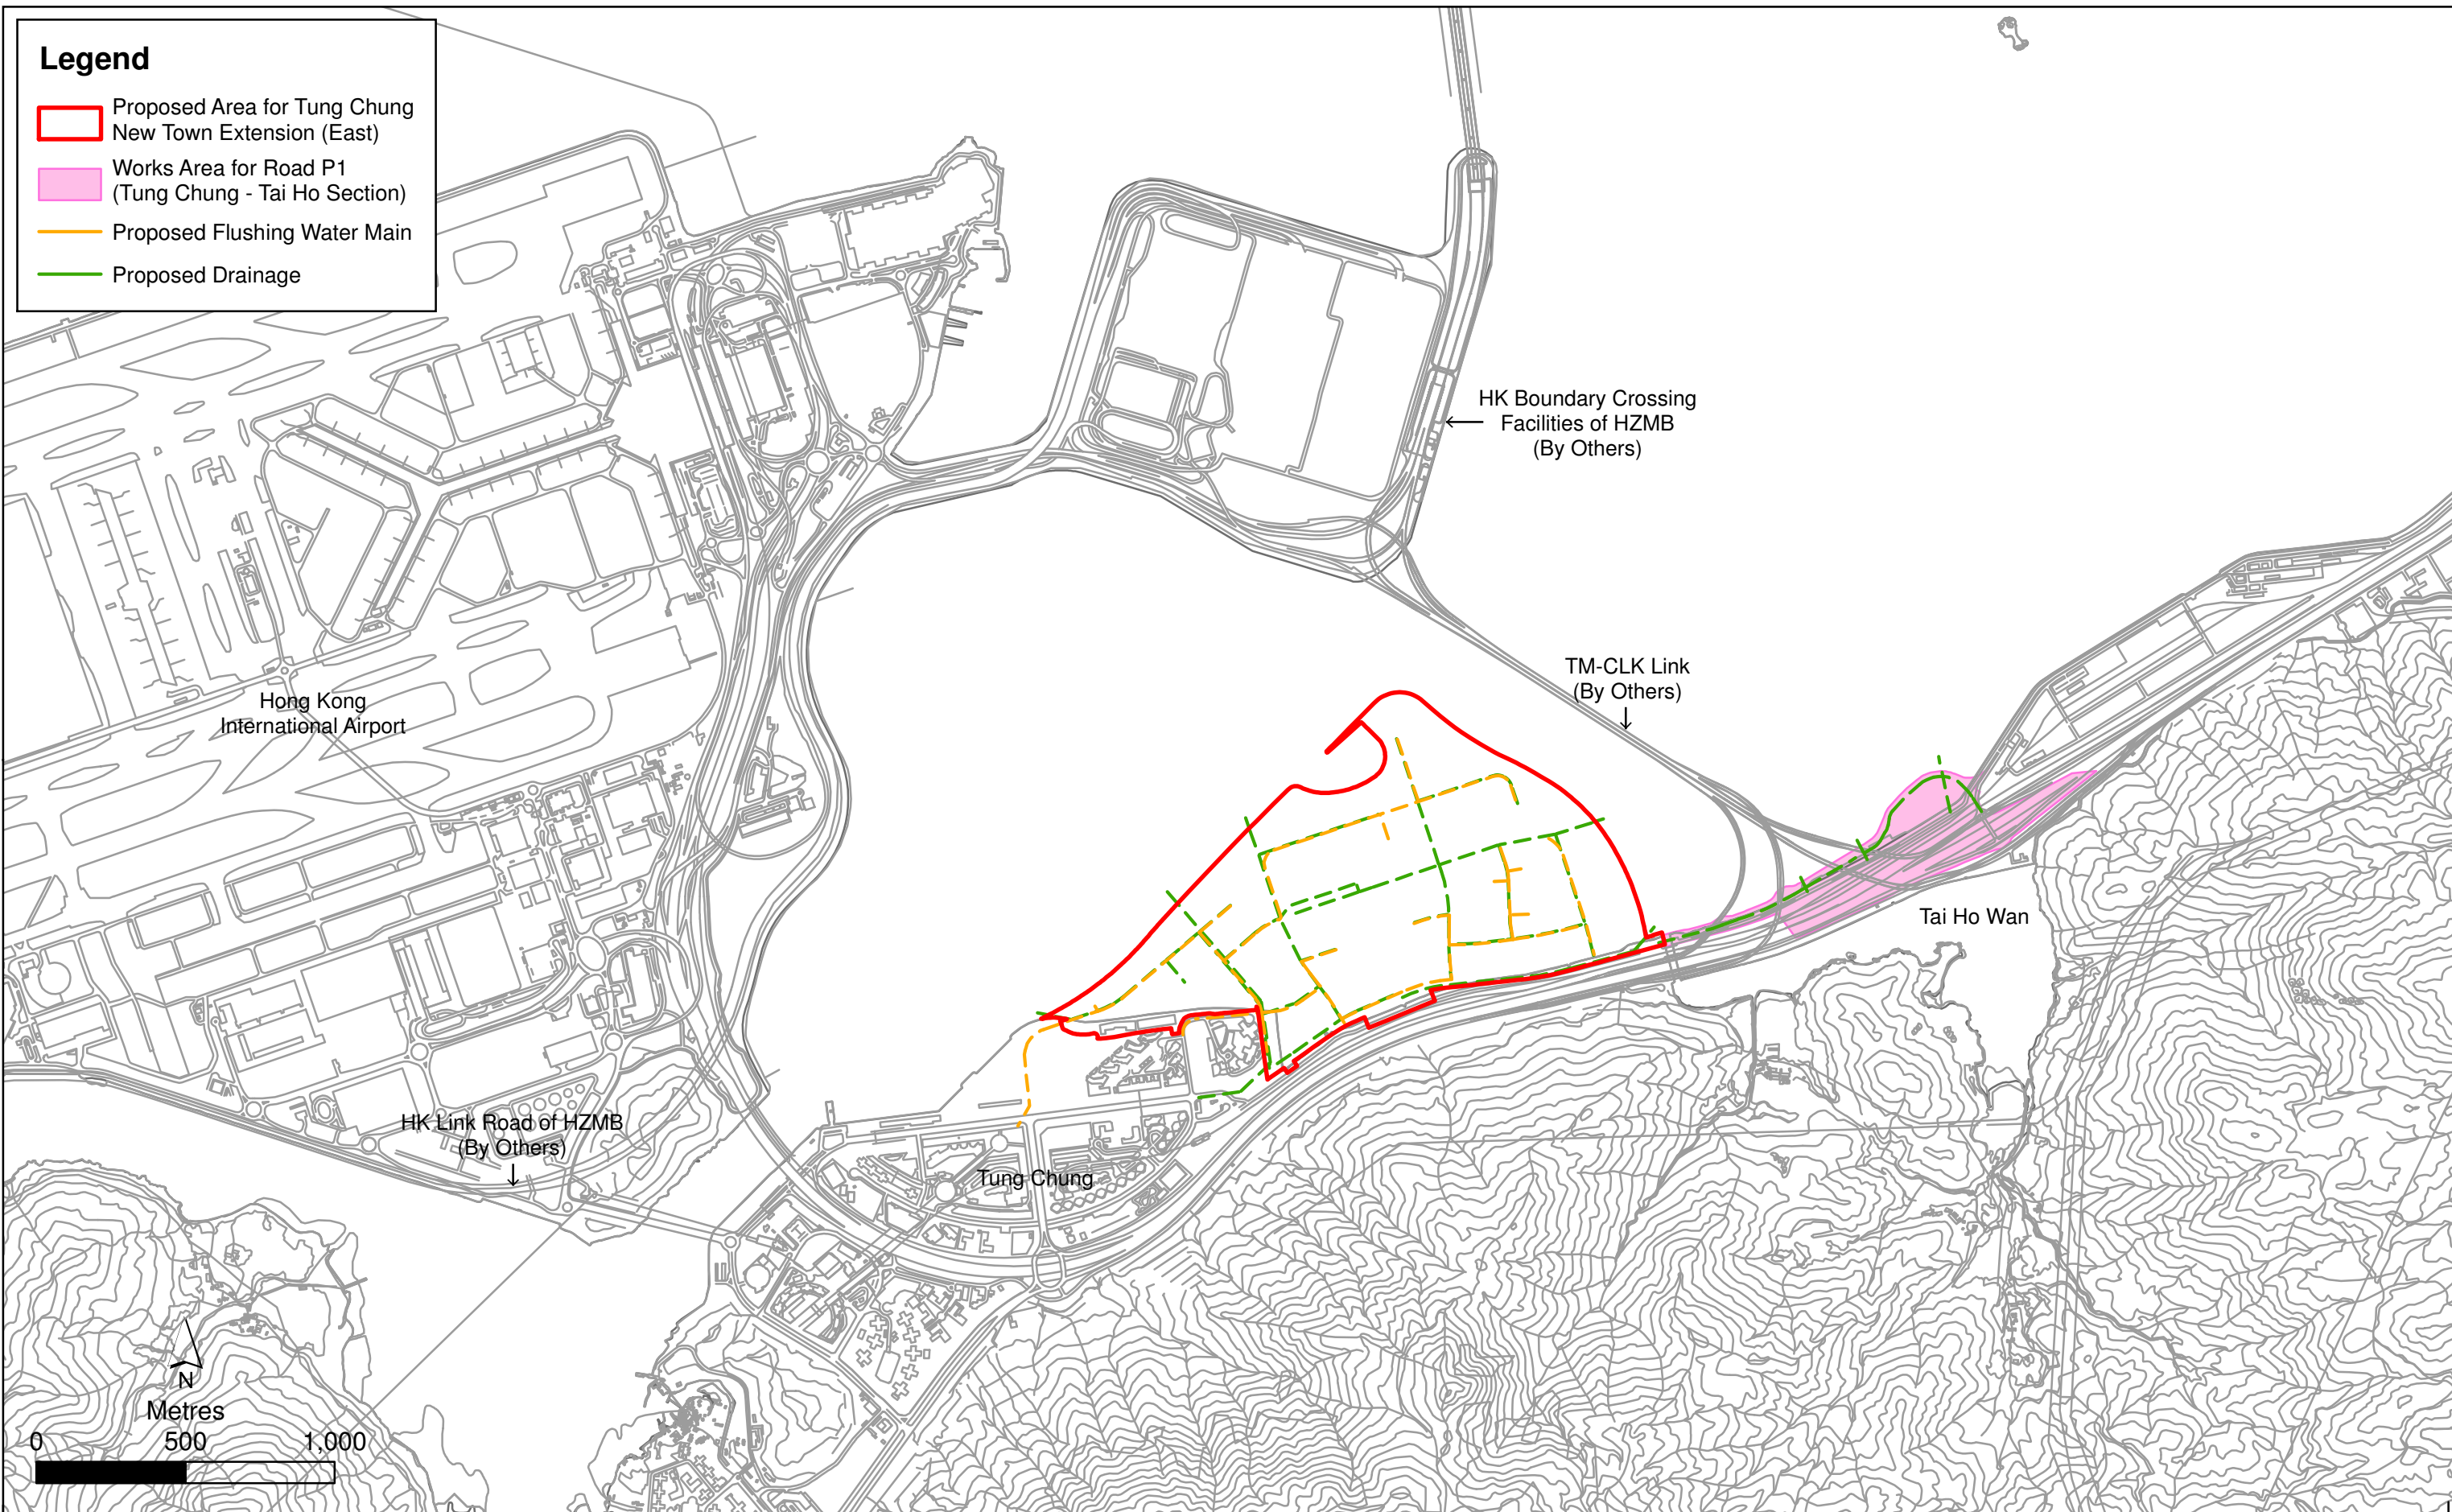 Legend
Proposed Area for Tung Chung
New Town Extension (East)
Works Area for Road P1
(Tung Chung - Tai Ho Section)
Proposed Flushing Water Main
Proposed Drainage
HK Boundary Crossing
Facilities of HZMB
(By Others)
TM-CLK Link
(By Others)
Hong Kong
International Airport
Tai Ho Wan
HK Link Road of HZMB
(By Others)
Tung Chung
N
Metres
0 500 1,000